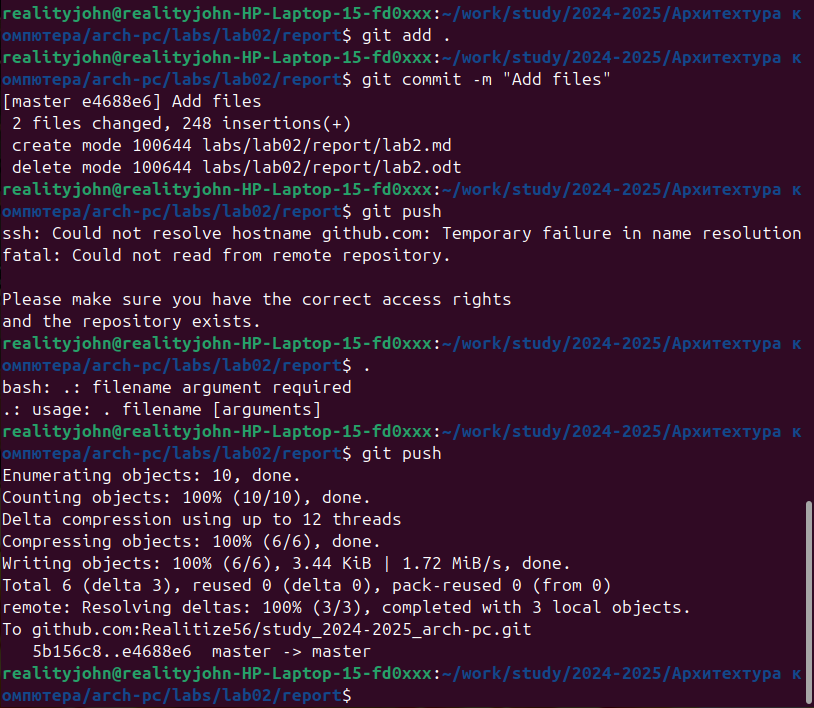 realityjohn@realityjohn-HP-Laptop-15-fd0xxx:~/work/study/2024-2025/Архитехтура к
омпютера/arch-pc/labs/lab02/report$ git add .
realityjohn@realityjohn-HP-Laptop-15-fd0xxx:~/work/study/2024-2025/Архитехтура к
омпютера/arch-pc/labs/lab02/report$ git commit -m "Add files"
[master e4688e6] Add files
 2 files changed, 248 insertions(+)
 create mode 100644 labs/lab02/report/lab2.md
 delete mode 100644 labs/lab02/report/lab2.odt
realityjohn@realityjohn-HP-Laptop-15-fd0xxx:~/work/study/2024-2025/Архитехтура к
омпютера/arch-pc/labs/lab02/report$ git push
ssh: Could not resolve hostname github.com: Temporary failure in name resolution
fatal: Could not read from remote repository.

Please make sure you have the correct access rights
and the repository exists.
realityjohn@realityjohn-HP-Laptop-15-fd0xxx:~/work/study/2024-2025/Архитехтура к
омпютера/arch-pc/labs/lab02/report$ .
bash: .: filename argument required
.: usage: . filename [arguments]
realityjohn@realityjohn-HP-Laptop-15-fd0xxx:~/work/study/2024-2025/Архитехтура к
омпютера/arch-pc/labs/lab02/report$ git push
Enumerating objects: 10, done.
Counting objects: 100% (10/10), done.
Delta compression using up to 12 threads
Compressing objects: 100% (6/6), done.
Writing objects: 100% (6/6), 3.44 KiB | 1.72 MiB/s, done.
Total 6 (delta 3), reused 0 (delta 0), pack-reused 0 (from 0)
remote: Resolving deltas: 100% (3/3), completed with 3 local objects.
To github.com:Realitize56/study_2024-2025_arch-pc.git
   5b156c8..e4688e6  master -> master
realityjohn@realityjohn-HP-Laptop-15-fd0xxx:~/work/study/2024-2025/Архитехтура к
омпютера/arch-pc/labs/lab02/report$